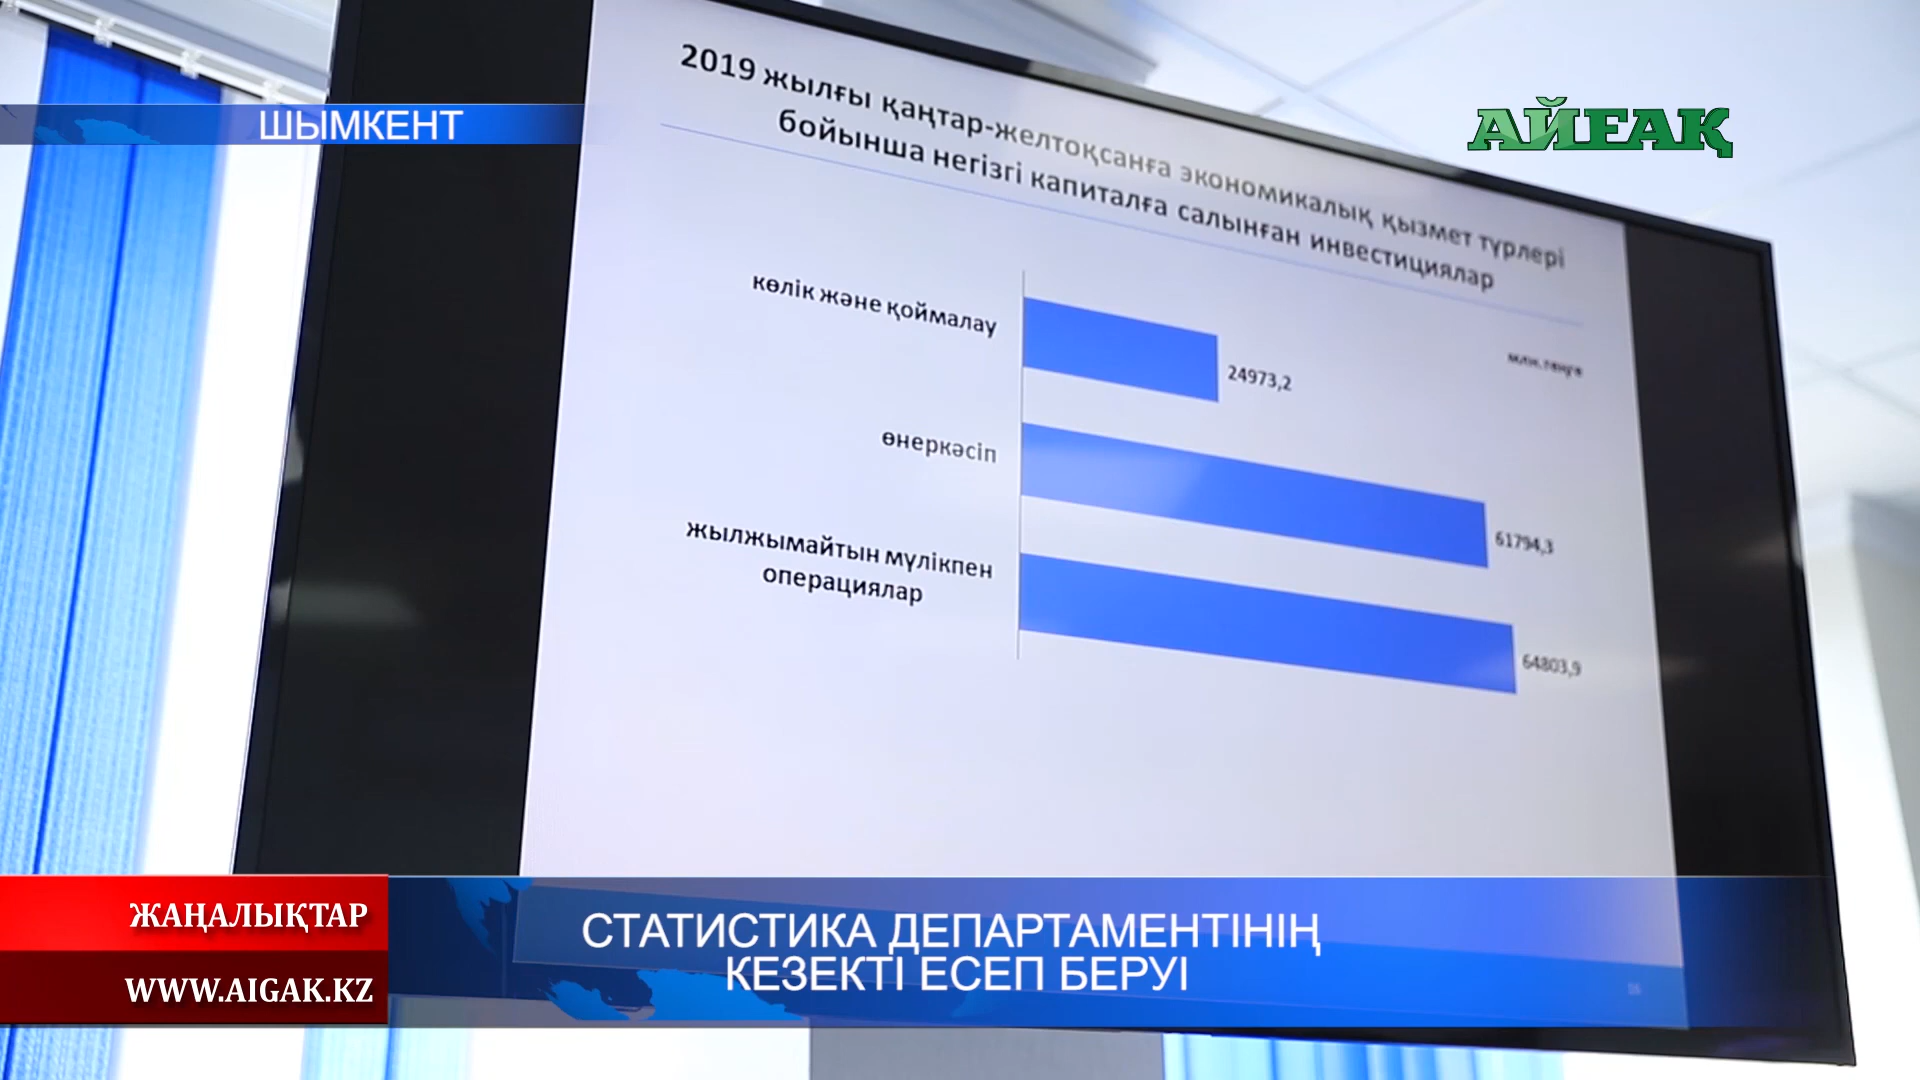 ШЫМКЕНТ
АЙҒАҚ
2019 жылғы қаңтар-желтоқсанға экономикалық қызмет түрлері
бойынша негізгі капиталға салынған инвестициялар
млн.теңге
көлік және қоймалау
24973,2
өнеркәсіп
61794,3
жылжымайтын мүлікпен
операциялар
64803,9
ЖАҢАЛЫҚТАР
WWW.AIGAK.KZ
СТАТИСТИКА ДЕПАРТАМЕНТІНІҢ
КЕЗЕКТІ ЕСЕП БЕРУІ